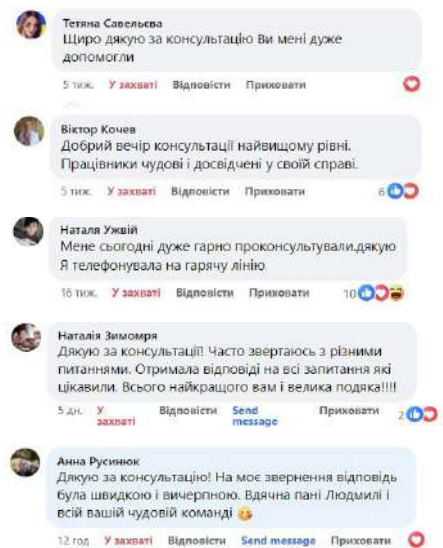 Тетяна Савельєва
Щиро дякую за консультацію Ви мені дуже
допомогли
5 тиж. У захваті Відповісти Приховати
Віктор Кочев
Добрий вечір консультації найвищому рівні.
Працівники чудові і досвідчені у своїй справі.
5 тиж. У захваті Відповісти Приховати 6
Наталя Ужвій
Мене сьогодні дуже гарно проконсультували.дякую
Я телефонувала на гарячу лінію
16 тиж. У захваті Відповісти Приховати 10
Наталія Зимомря
Дякую за консультації! Часто звертаюсь з різними
питаннями. Отримала відповіді на всі запитання які
цікавили. Всього найкращого вам і велика подяка!!!!
5 дн. У захваті Відповісти Send message Приховати 2
Анна Русинюк
Дякую за консультацію! На моє звернення відповідь
була швидкою і вичерпною. Вдячна пані Людмилі і
всій вашій чудовій команді
12 год У захваті Відповісти Send message Приховати